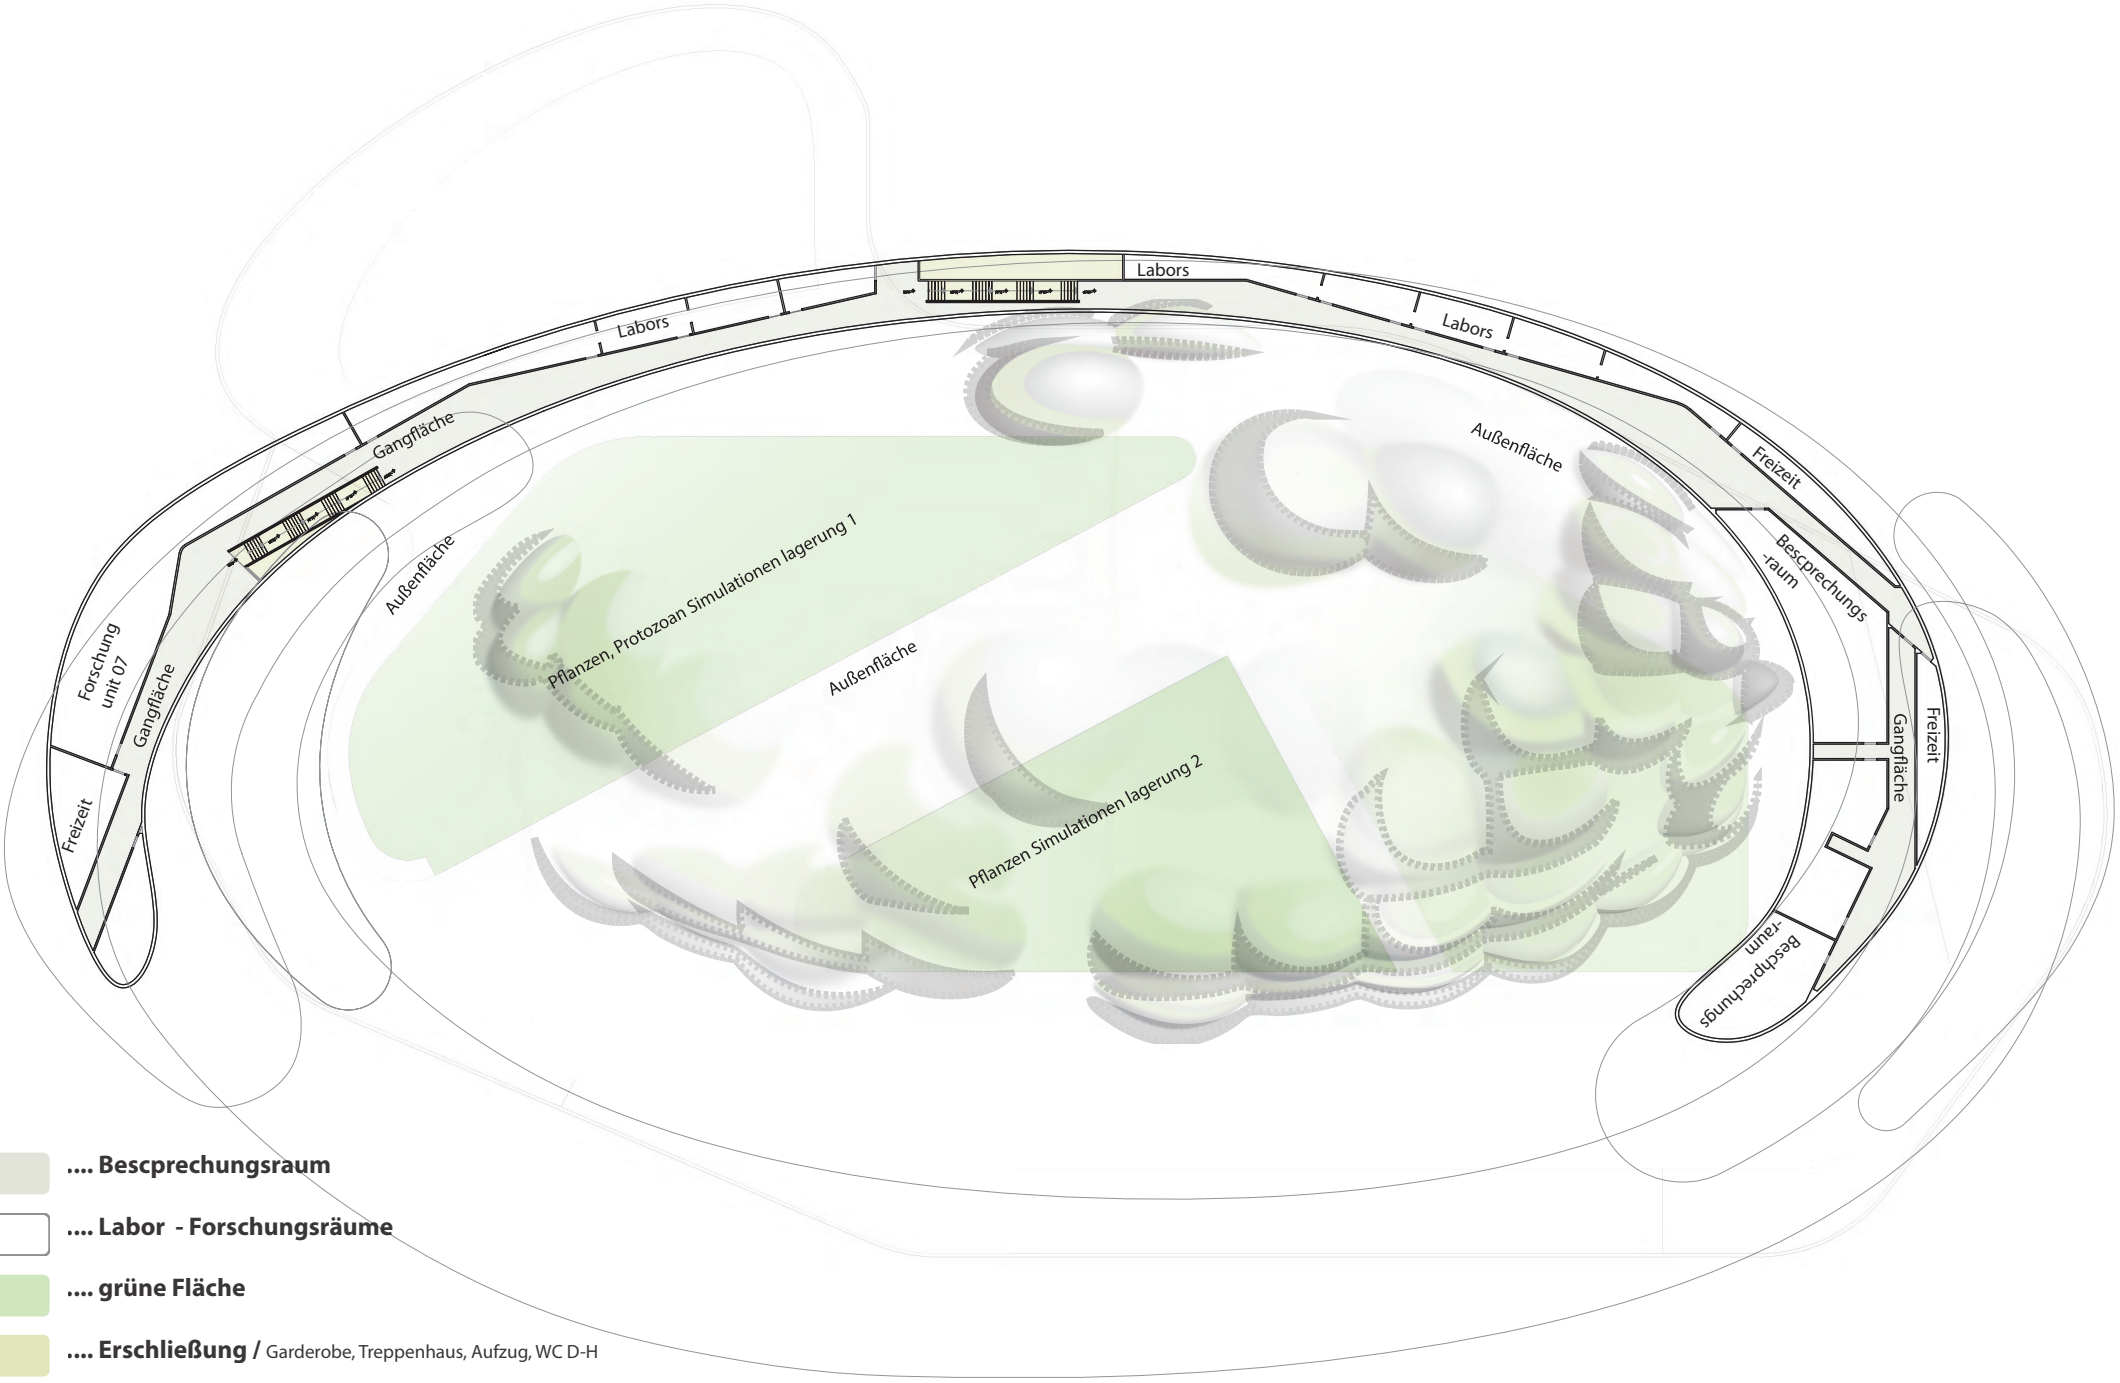 Labors
Labors
Labors
Gangfläche
Außenfläche
Freizeit
Pflanzen, Protozoan Simulationen lagerung 1
Außenfläche
Bescprechungs
-raum
Forschung
unit 07
Gangfläche
Außenfläche
Gangfläche
Freizeit
Pflanzen Simulationen lagerung 2
Freizeit
Beschprechungs
-raum
.... Bescprechungsraum
.... Labor - Forschungsräume
.... grüne Fläche
.... Erschließung / Garderobe, Treppenhaus, Aufzug, WC D-H